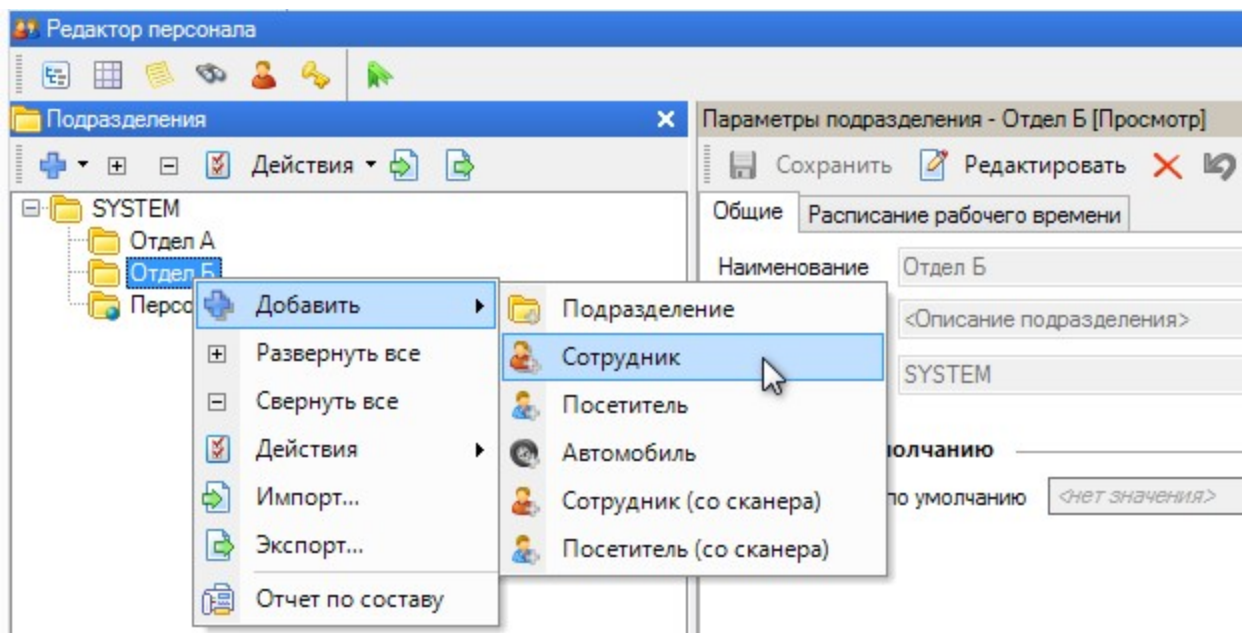 Редактор персонала
Подразделения
Параметры подразделения - Отдел Б [Просмотр]
Действия
Сохранить Редактировать
SYSTEM
Отдел А
Отдел Б
Общие Расписание рабочего времени
Наименование Отдел Б
<Описание подразделения>
SYSTEM
по умолчанию <нет значения>
Добавить
Развернуть все
Свернуть все
Действия
Импорт...
Экспорт...
Отчет по составу
Подразделение
Сотрудник
Посетитель
Автомобиль
Сотрудник (со сканера)
Посетитель (со сканера)